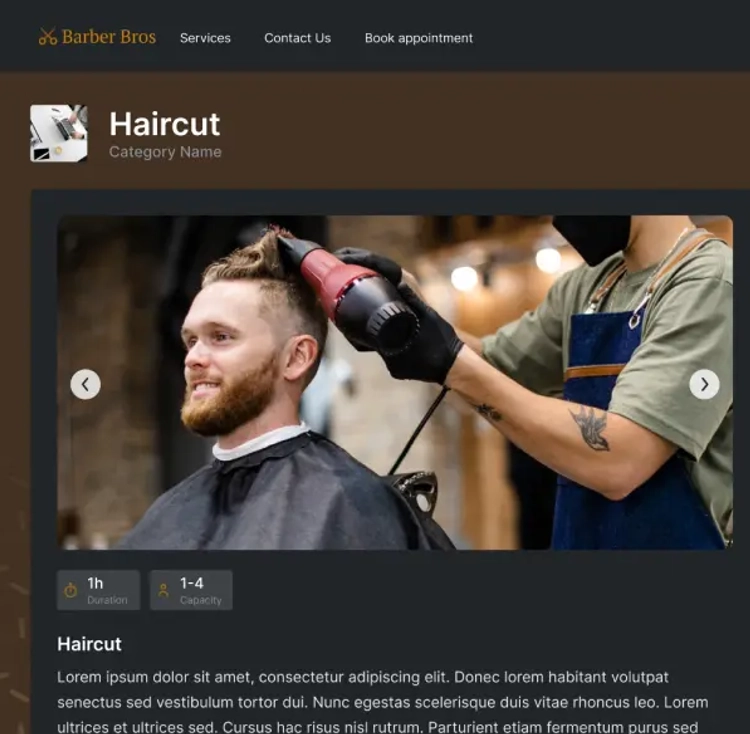 Barber Bros Services Contact Us Book appointment
Haircut
Category Name
1h 1-4
Duration Capacity
Haircut
Lorem ipsum dolor sit amet, consectetur adipiscing elit. Donec lorem habitant volutpat
senectus sed vestibulum tortor dui. Nunc egestas scelerisque duis vitae rhoncus leo. Lorem
ultrices et ultrices sed. Cursus hac risus nisl rutrum. Parturient etiam fermentum purus sed